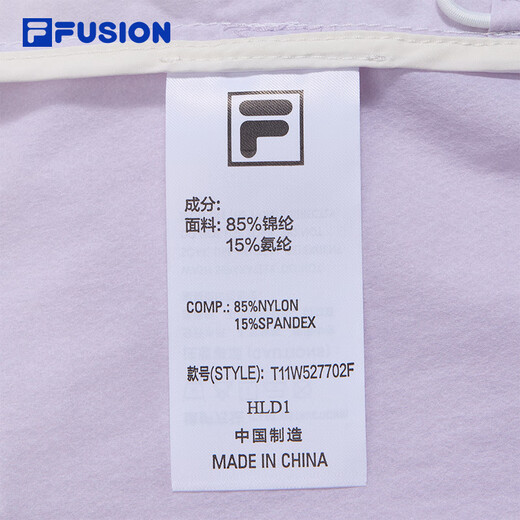 FUSION
成分:
面料: 85%锦纶
15%氨纶
COMP.: 85%NYLON
15%SPANDEX
款号(STYLE): T11W527702F
HLD1
中国制造
MADE IN CHINA